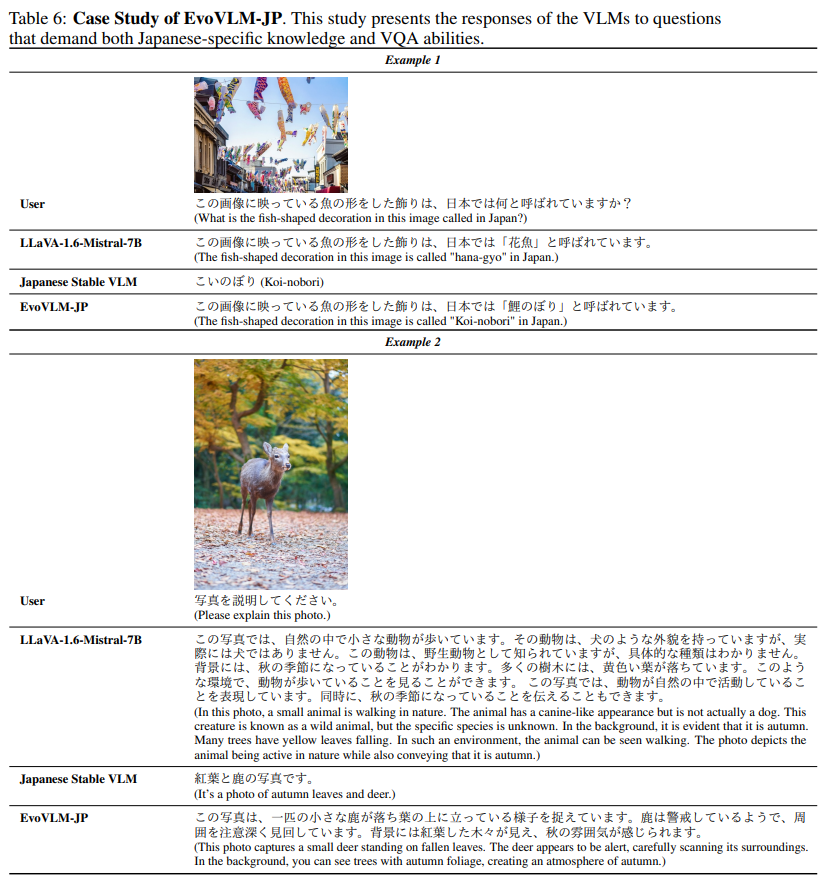 Table 6: Case Study of EvoVLM-JP. This study presents the responses of the VLMs to questions
that demand both Japanese-specific knowledge and VQA abilities.
Example 1
User
この画像に映っている魚の形をした飾りは、日本では何と呼ばれていますか？
(What is the fish-shaped decoration in this image called in Japan?)
LLaVA-1.6-Mistral-7B
この画像に映っている魚の形をした飾りは、日本では「花魚」と呼ばれています。
(The fish-shaped decoration in this image is called "hana-gyo" in Japan.)
Japanese Stable VLM
こいのぼり (Koi-nobori)
EvoVLM-JP
この画像に映っている魚の形をした飾りは、日本では「鯉のぼり」と呼ばれています。
(The fish-shaped decoration in this image is called "Koi-nobori" in Japan.)
Example 2
User
写真を説明してください。
(Please explain this photo.)
LLaVA-1.6-Mistral-7B
この写真では、自然の中で小さな動物が歩いています。その動物は、犬のような外貌を持っていますが、実
際には犬ではありません。この動物は、野生動物として知られていますが、具体的な種類はわかりません。
背景には、秋の季節になっていることがわかります。多くの樹木には、黄色い葉が落ちています。このよう
な環境で、動物が歩いていることを見ることができます。 この写真では、動物が自然の中で活動しているこ
とを表現しています。同時に、秋の季節になっていることを伝えることもできます。
(In this photo, a small animal is walking in nature. The animal has a canine-like appearance but is not actually a dog. This
creature is known as a wild animal, but the specific species is unknown. In the background, it is evident that it is autumn.
Many trees have yellow leaves falling. In such an environment, the animal can be seen walking. The photo depicts the
animal being active in nature while also conveying that it is autumn.)
Japanese Stable VLM
紅葉と鹿の写真です。
(It's a photo of autumn leaves and deer.)
EvoVLM-JP
この写真は、一匹の小さな鹿が落ち葉の上に立っている様子を捉えています。鹿は警戒しているようで、周
囲を注意深く見回しています。背景には紅葉した木々が見え、秋の雰囲気が感じられます。
(This photo captures a small deer standing on fallen leaves. The deer appears to be alert, carefully scanning its surroundings.
In the background, you can see trees with autumn foliage, creating an atmosphere of autumn.)